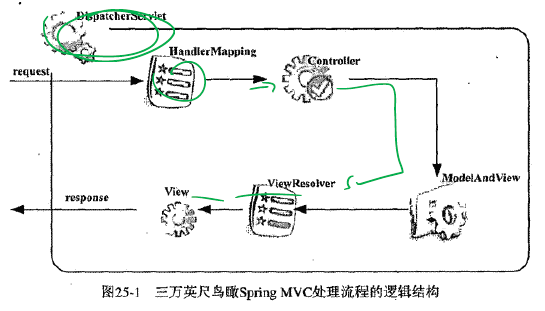 DispatcherServlet
HandlerMapping
Controller
request
ModelAndView
ViewResolver
View
response
图25-1 三万英尺鸟瞰Spring MVC处理流程的逻辑结构